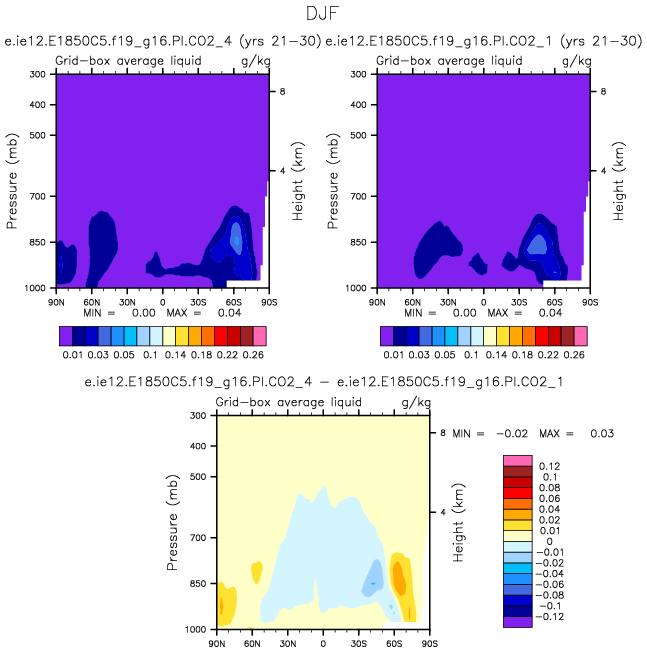 DJF
e.ie12.E1850C5.f19_g16.PI.CO2_4 (yrs 21-30) e.ie12.E1850C5.f19_g16.PI.CO2_1 (yrs 21-30)
Grid-box average liquid g/kg Grid-box average liquid g/kg
300 300
8 8
400 400
500 500
Pressure (mb) Height (km) Pressure (mb) Height (km)
4 4
700 700
850 850
1000 1000
90N 60N 30N 0 30S 60S 90S 90N 60N 30N 0 30S 60S 90S
MIN = 0.00 MAX = 0.04 MIN = 0.00 MAX = 0.04
0.01 0.03 0.05 0.1 0.14 0.18 0.22 0.26 0.01 0.03 0.05 0.1 0.14 0.18 0.22 0.26
e.ie12.E1850C5.f19_g16.PI.CO2_4 - e.ie12.E1850C5.f19_g16.PI.CO2_1
Grid-box average liquid g/kg
300
8
MIN = -0.02 MAX = 0.03
400
500
Pressure (mb)
4
Height (km)
700
850
1000
90N 60N 30N 0 30S 60S 90S
0.12
0.1
0.08
0.06
0.04
0.02
0.01
0
-0.01
-0.02
-0.04
-0.06
-0.08
-0.1
-0.12